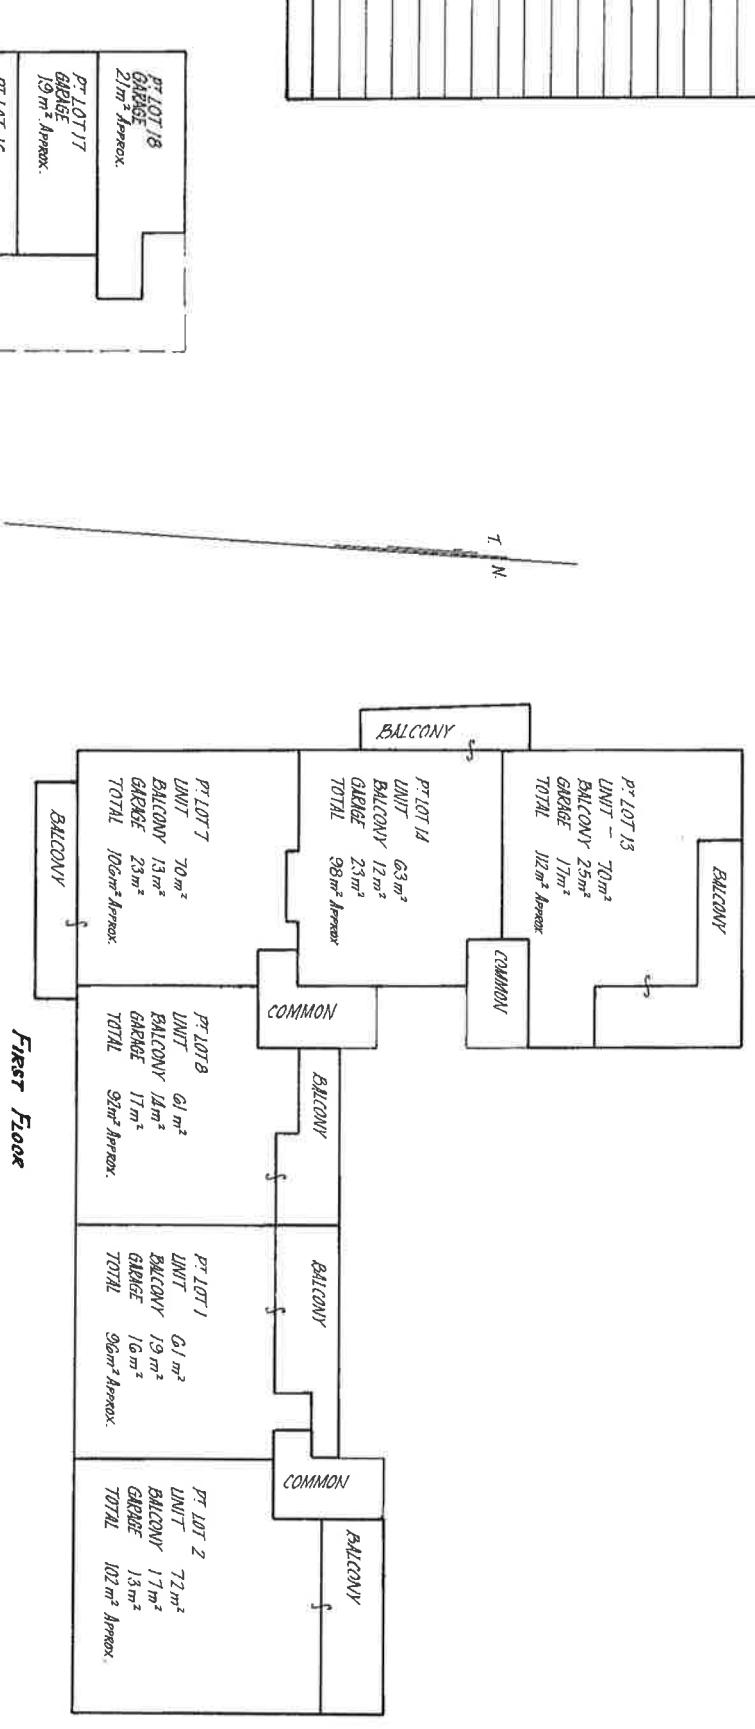 PT LOT 18
GARAGE
21m² APPROX.
PT LOT 17
GARAGE
19m² APPROX.
T. N.
BALCONY
PT LOT 13
UNIT - 70m²
BALCONY 25m²
GARAGE 17m²
TOTAL 112m² APPROX
BALCONY
COMMON
PT LOT 14
UNIT 63m²
BALCONY 12m²
GARAGE 23m²
TOTAL 98m² APPROX
PT LOT 7
UNIT 70m²
BALCONY 13m²
GARAGE 23m²
TOTAL 106m² APPROX.
BALCONY
COMMON
PT LOT 8
UNIT 61m²
BALCONY 14m²
GARAGE 17m²
TOTAL 92m² APPROX.
BALCONY
PT LOT 1
UNIT 61m²
BALCONY 19m²
GARAGE 16m²
TOTAL 96m² APPROX.
BALCONY
COMMON
PT LOT 2
UNIT 72m²
BALCONY 17m²
GARAGE 13m²
TOTAL 102m² APPROX.
BALCONY
FIRST FLOOR